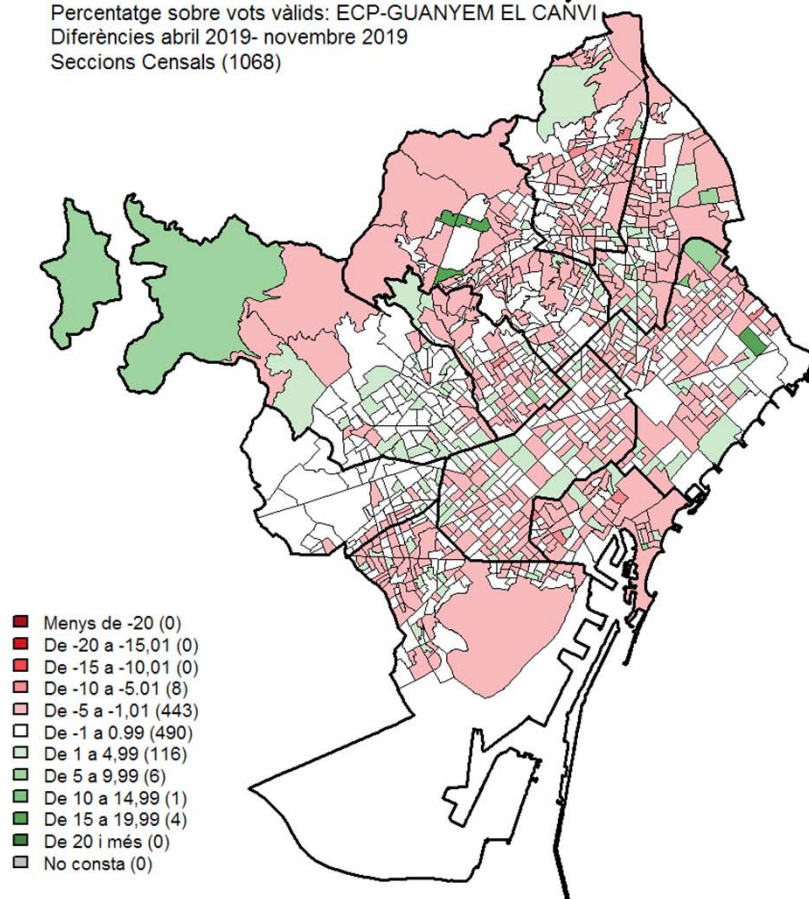 Percentatge sobre vots vàlids: ECP-GUANYEM EL CANVI
Diferències abril 2019- novembre 2019
Seccions Censals (1068)
Menys de -20 (0)
De -20 a -15,01 (0)
De -15 a -10,01 (0)
De -10 a -5.01 (8)
De -5 a -1,01 (443)
De -1 a 0.99 (490)
De 1 a 4,99 (116)
De 5 a 9,99 (6)
De 10 a 14,99 (1)
De 15 a 19,99 (4)
De 20 i més (0)
No consta (0)